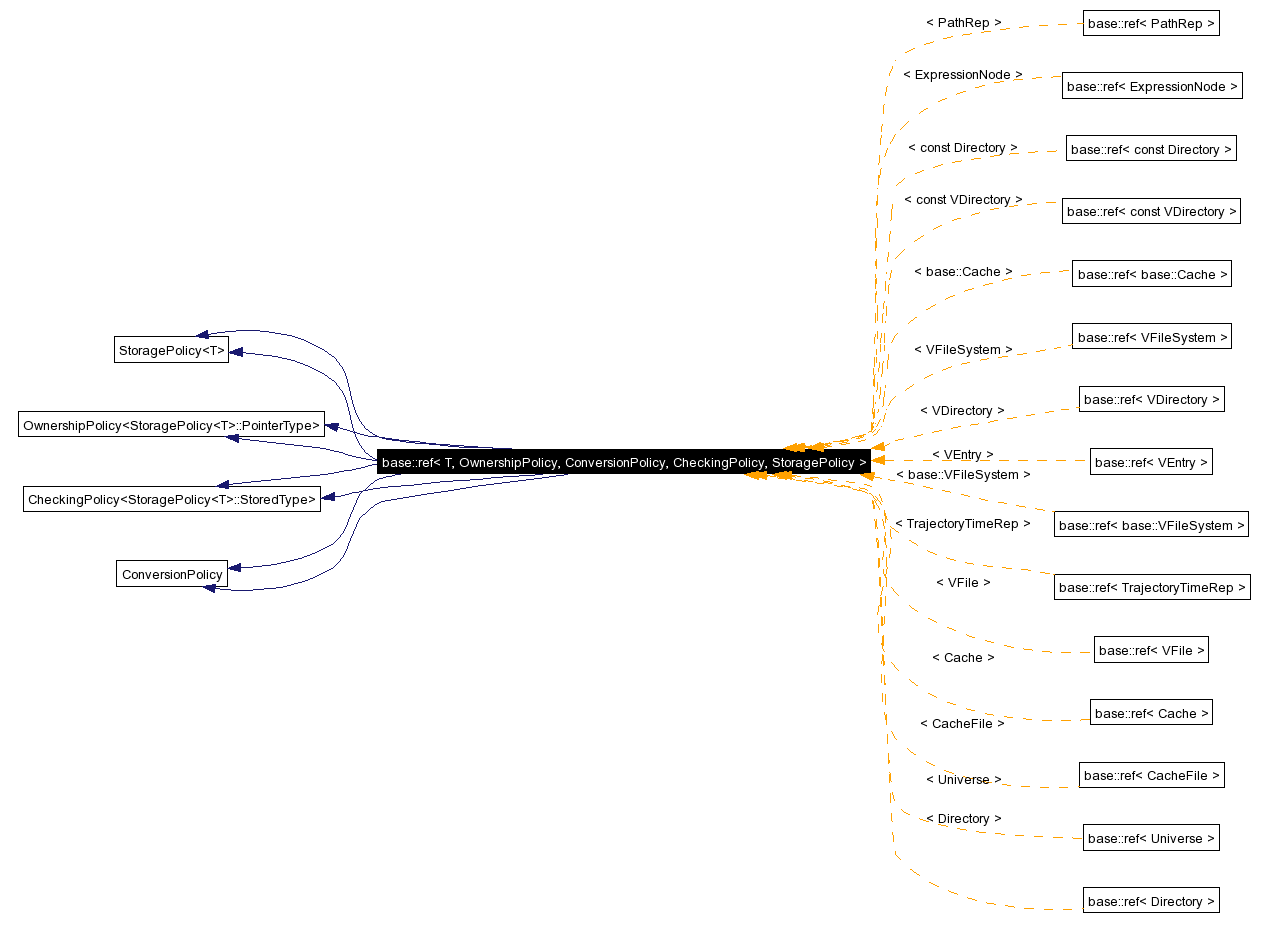 < PathRep >
base::ref< PathRep >
< ExpressionNode >
base::ref< ExpressionNode >
< const Directory >
base::ref< const Directory >
< const VDirectory >
base::ref< const VDirectory >
< base::Cache >
base::ref< base::Cache >
< VFileSystem >
base::ref< VFileSystem >
StoragePolicy<T>
< VDirectory >
base::ref< VDirectory >
OwnershipPolicy<StoragePolicy<T>::PointerType>
< VEntry >
base::ref< T, OwnershipPolicy, ConversionPolicy, CheckingPolicy, StoragePolicy >
base::ref< VEntry >
< base::VFileSystem >
CheckingPolicy<StoragePolicy<T>::StoredType>
< TrajectoryTimeRep >
base::ref< base::VFileSystem >
ConversionPolicy
< VFile >
base::ref< TrajectoryTimeRep >
base::ref< VFile >
< Cache >
base::ref< Cache >
< CacheFile >
base::ref< CacheFile >
< Universe >
< Directory >
base::ref< Universe >
base::ref< Directory >